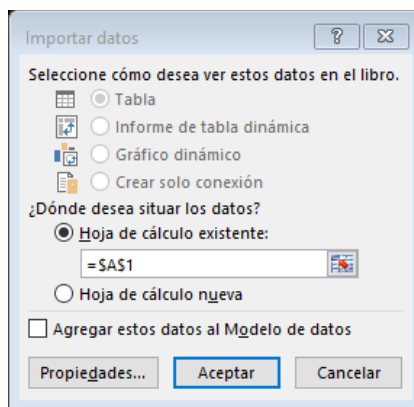 Importar datos
Seleccione cómo desea ver estos datos en el libro.
Tabla
Informe de tabla dinámica
Gráfico dinámico
Crear solo conexión
¿Dónde desea situar los datos?
Hoja de cálculo existente:
=$A$1
Hoja de cálculo nueva
Agregar estos datos al Modelo de datos
Propiedades... Aceptar Cancelar